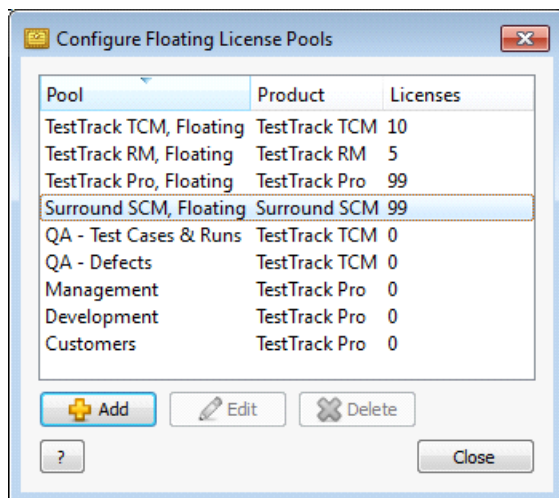 Configure Floating License Pools
Pool Product Licenses
TestTrack TCM, Floating TestTrack TCM 10
TestTrack RM, Floating TestTrack RM 5
TestTrack Pro, Floating TestTrack Pro 99
Surround SCM, Floating Surround SCM 99
QA - Test Cases & Runs TestTrack TCM 0
QA - Defects TestTrack TCM 0
Management TestTrack Pro 0
Development TestTrack Pro 0
Customers TestTrack Pro 0
Add Edit Delete
? Close